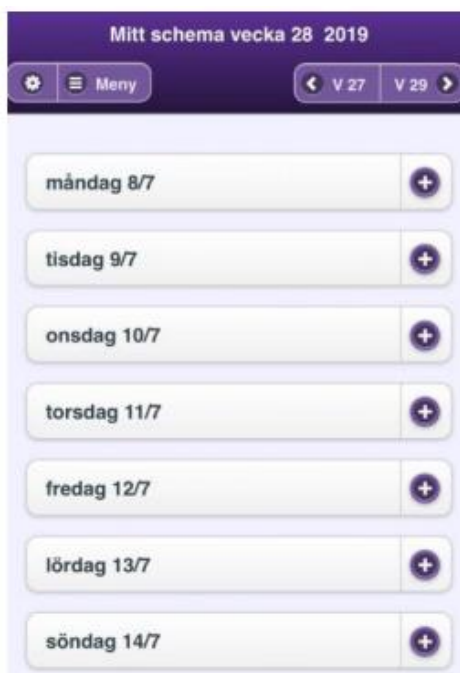 Mitt schema vecka 28 2019
Meny V 27 V 29
måndag 8/7
tisdag 9/7
onsdag 10/7
torsdag 11/7
fredag 12/7
lördag 13/7
söndag 14/7